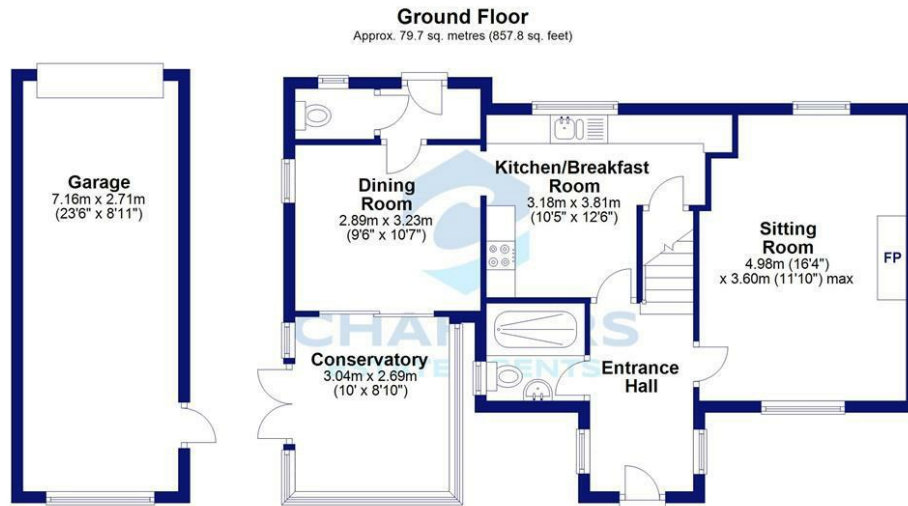 Ground Floor
Approx. 79.7 sq. metres (857.8 sq. feet)
Garage
7.16m x 2.71m
(23'6" x 8'11")
Dining
Room
2.89m x 3.23m
(9'6" x 10'7")
Kitchen/Breakfast
Room
3.18m x 3.81m
(10'5" x 12'6")
Sitting
Room
4.98m (16'4")
x 3.60m (11'10") max
FP
Conservatory
3.04m x 2.69m
(10' x 8'10")
Entrance
Hall